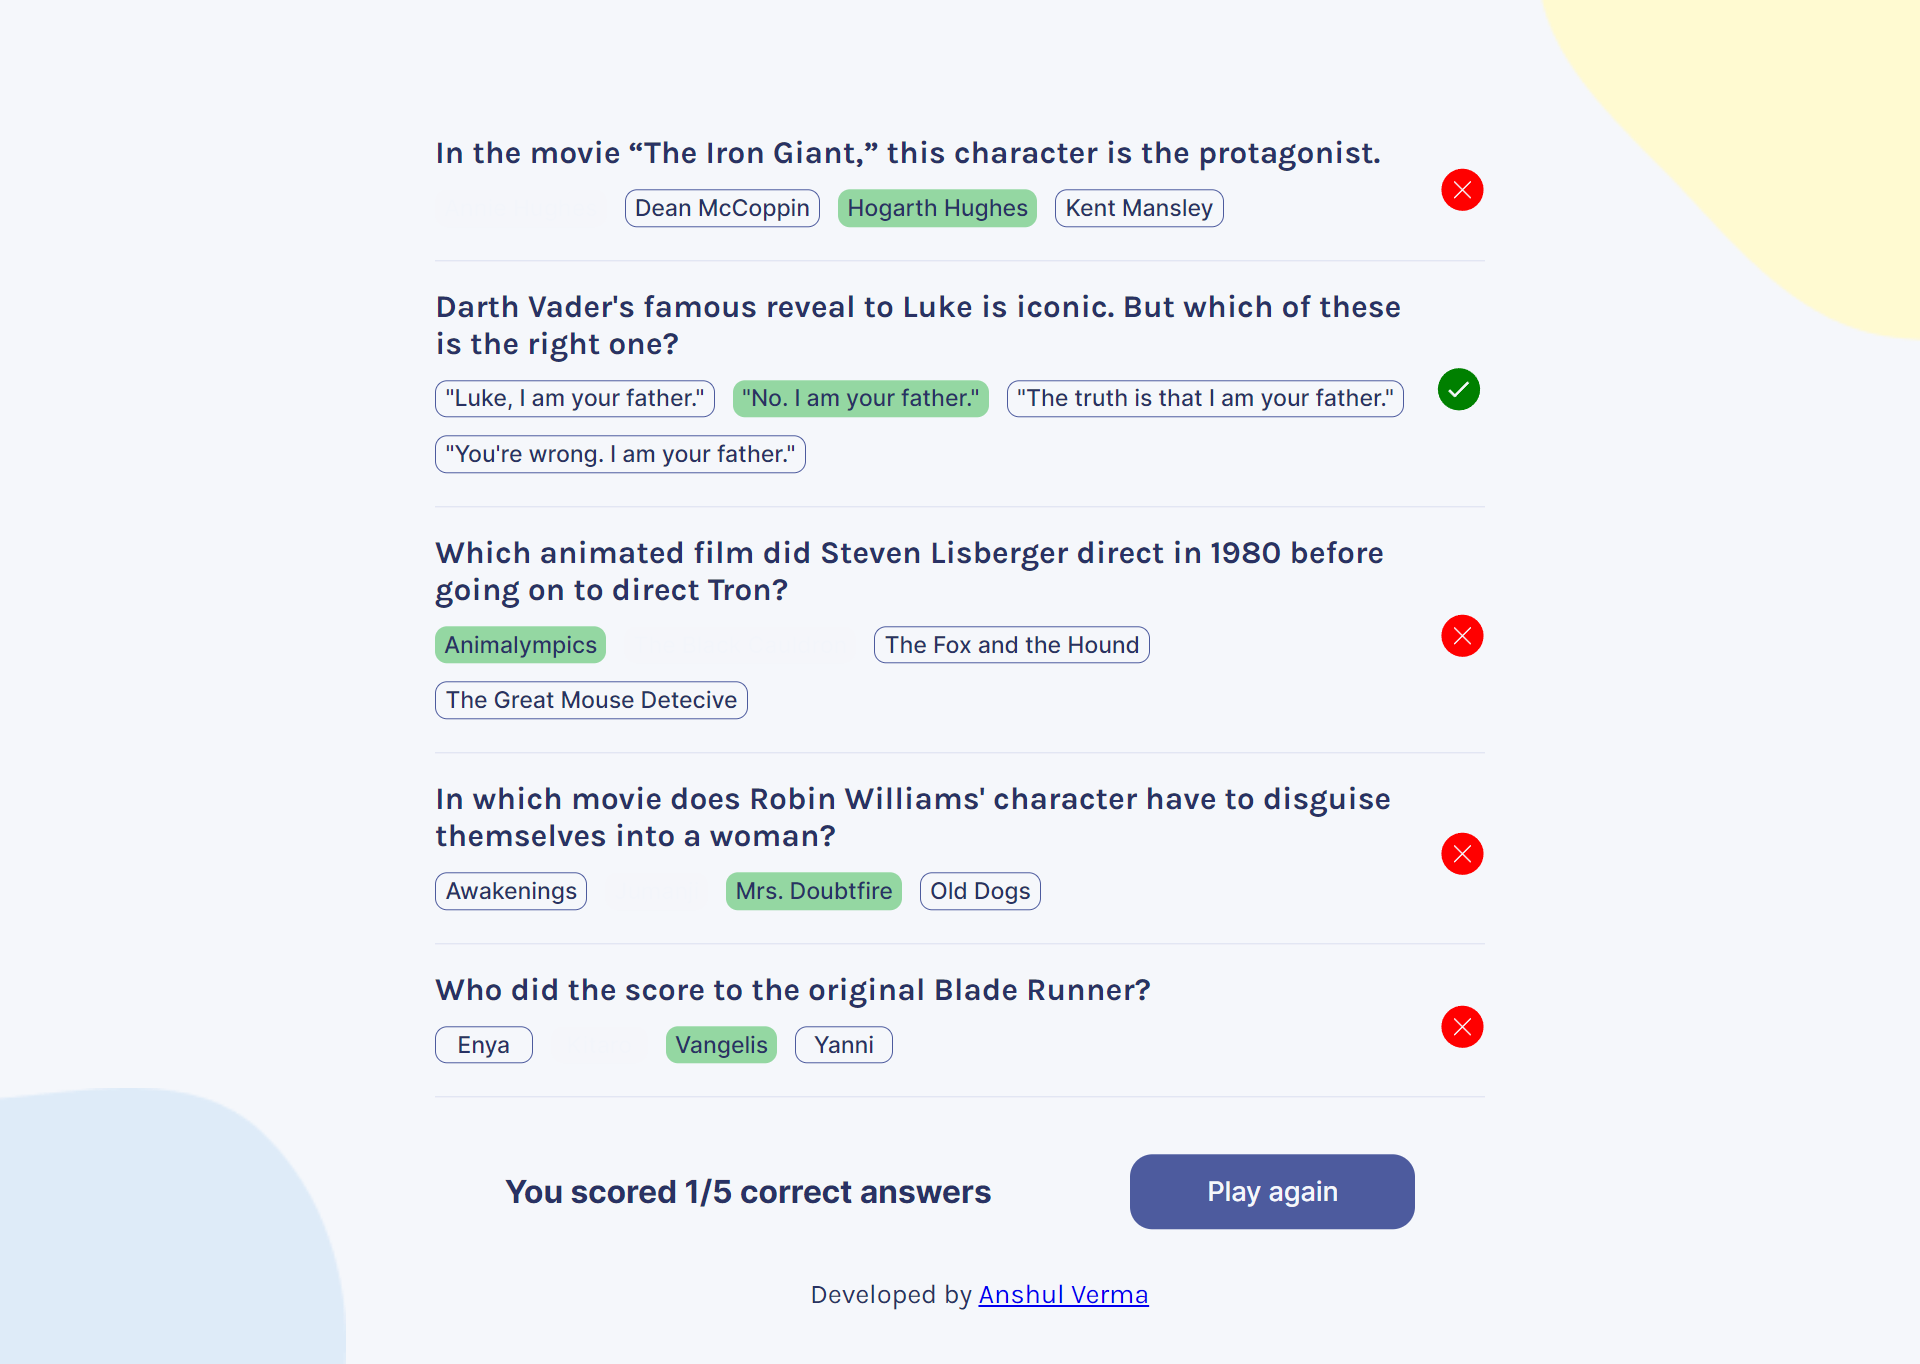 In the movie “The Iron Giant,” this character is the protagonist.
Dean McCoppin Hogarth Hughes Kent Mansley
Darth Vader's famous reveal to Luke is iconic. But which of these
is the right one?
"Luke, I am your father." "No. I am your father." "The truth is that I am your father."
"You're wrong. I am your father."
Which animated film did Steven Lisberger direct in 1980 before
going on to direct Tron?
Animalympics The Fox and the Hound
The Great Mouse Detecive
In which movie does Robin Williams' character have to disguise
themselves into a woman?
Awakenings Mrs. Doubtfire Old Dogs
Who did the score to the original Blade Runner?
Enya Vangelis Yanni
You scored 1/5 correct answers
Play again
Developed by Anshul Verma